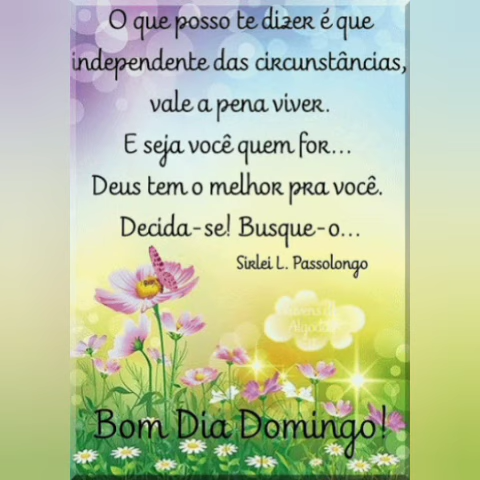 O que posso te dizer é que
independente das circunstâncias,
vale a pena viver.
E seja você quem for...
Deus tem o melhor pra você.
Decida-se! Busque-o...
Sirlei L. Passolongo
Algodão
Bom Dia Domingo!